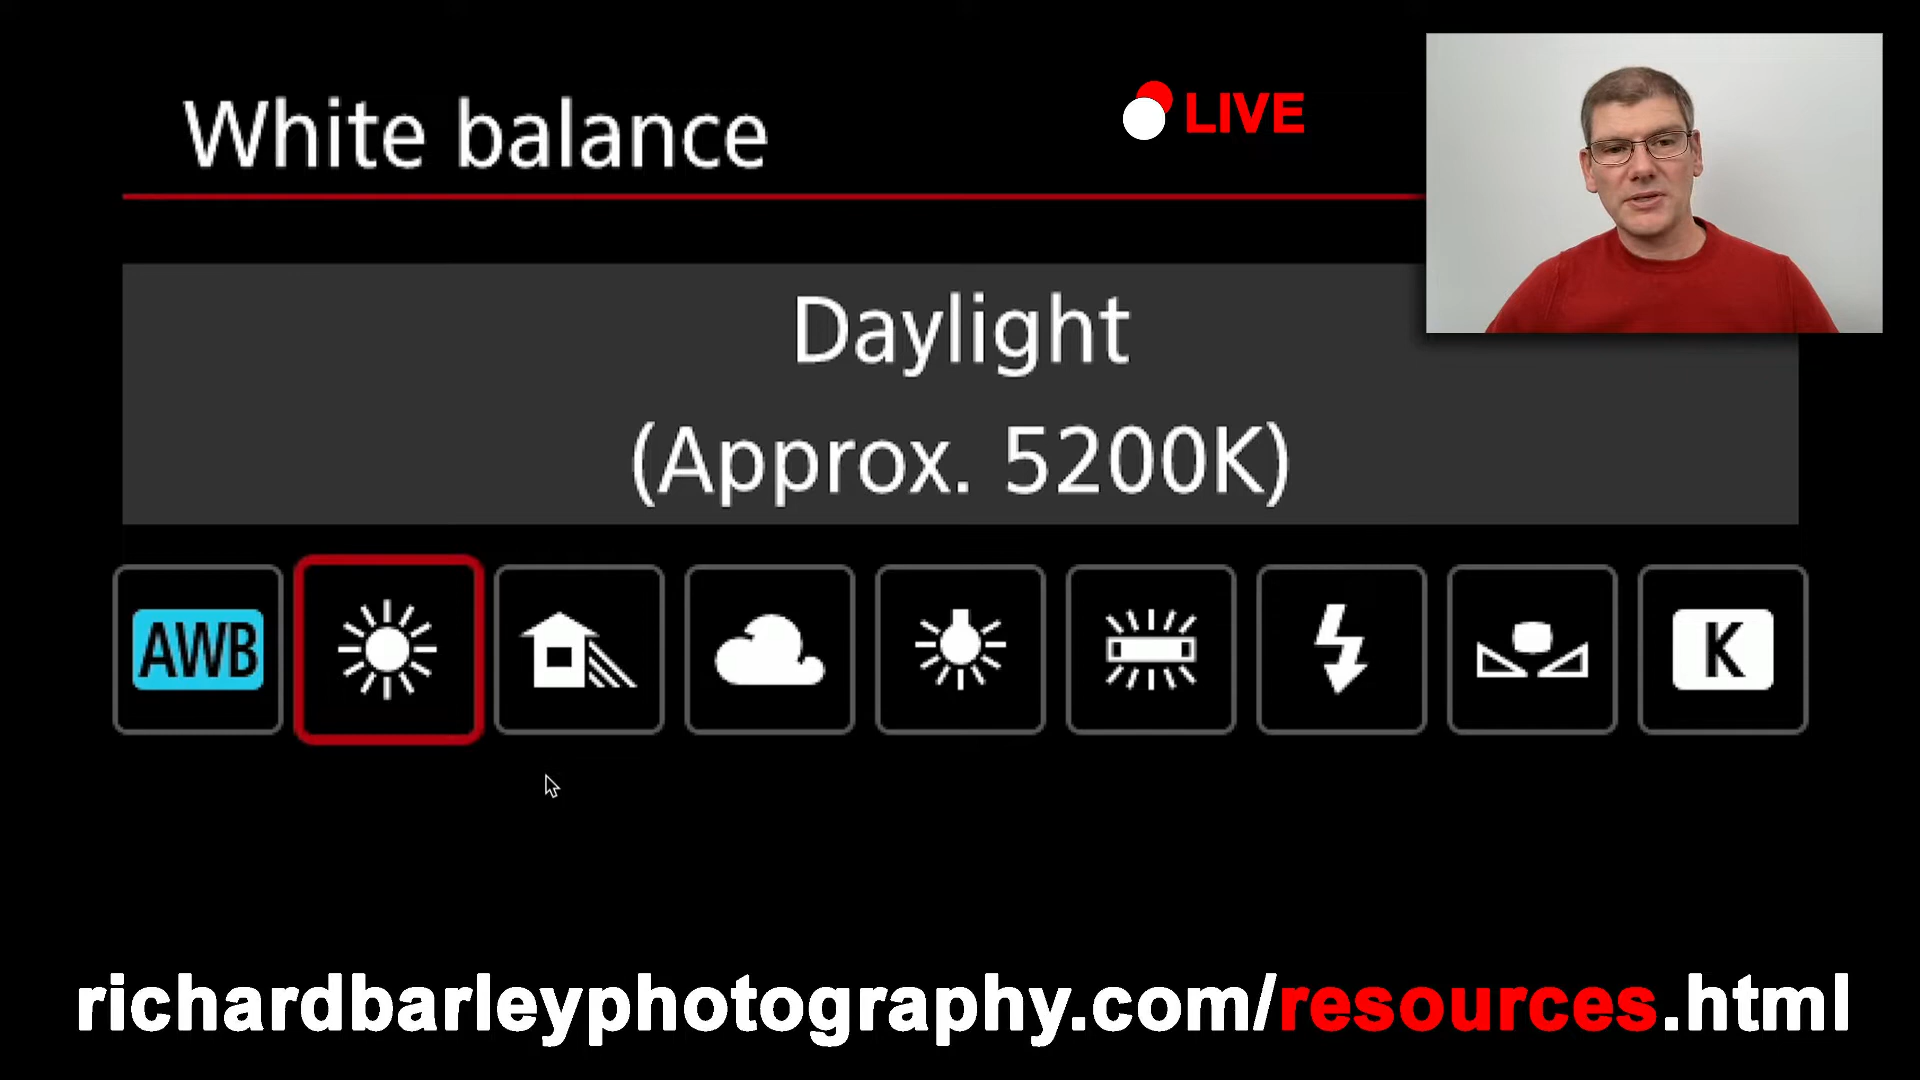 White balance
LIVE
Daylight
(Approx. 5200K)
AWB
K
richardbarleyphotography.com/resources.html